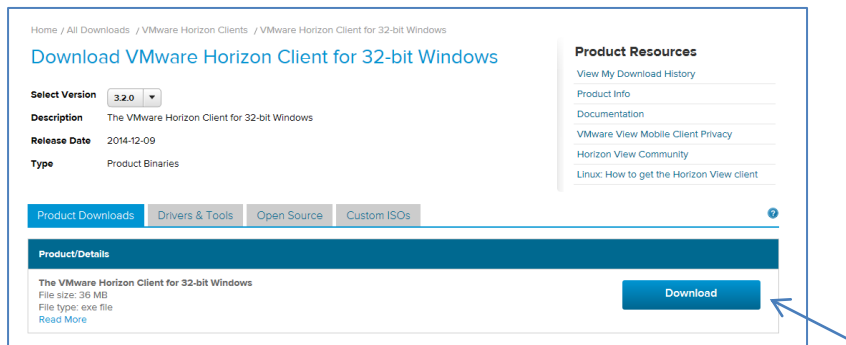 Home / All Downloads / VMware Horizon Clients / VMware Horizon Client for 32-bit Windows
Download VMware Horizon Client for 32-bit Windows
Select Version 3.2.0
Description The VMware Horizon Client for 32-bit Windows
Release Date 2014-12-09
Type Product Binaries
Product Resources
View My Download History
Product Info
Documentation
VMware View Mobile Client Privacy
Horizon View Community
Linux: How to get the Horizon View client
Product Downloads Drivers & Tools Open Source Custom ISOs ?
Product/Details
The VMware Horizon Client for 32-bit Windows
File size: 36 MB
File type: exe file
Read More
Download